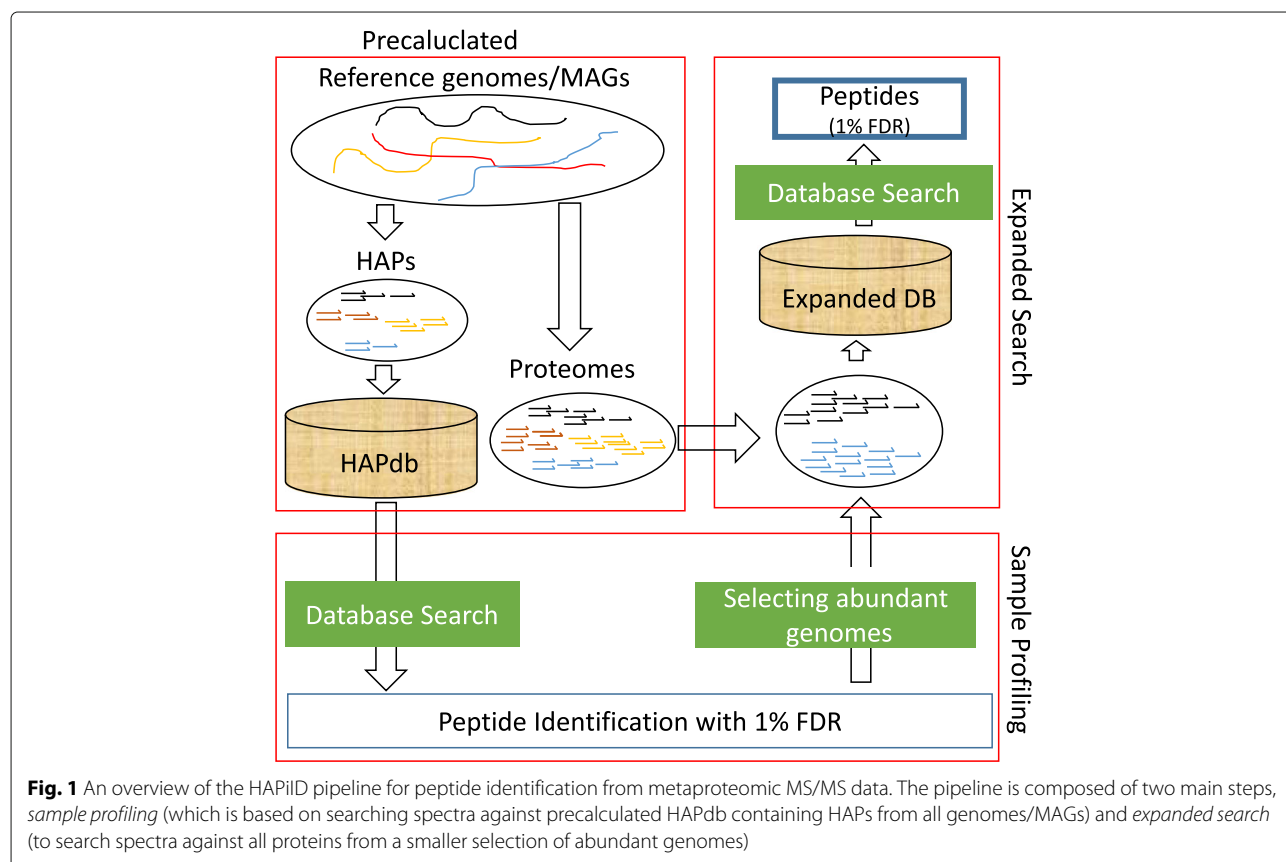 Precaluclated
Reference genomes/MAGs
HAPs
HAPdb
Proteomes
Peptides
(1% FDR)
Database Search
Expanded DB
Expanded Search
Database Search
Selecting abundant
genomes
Peptide Identification with 1% FDR
Sample Profiling
Fig. 1 An overview of the HAPiID pipeline for peptide identification from metaproteomic MS/MS data. The pipeline is composed of two main steps,
sample profiling (which is based on searching spectra against precalculated HAPdb containing HAPs from all genomes/MAGs) and expanded search
(to search spectra against all proteins from a smaller selection of abundant genomes)